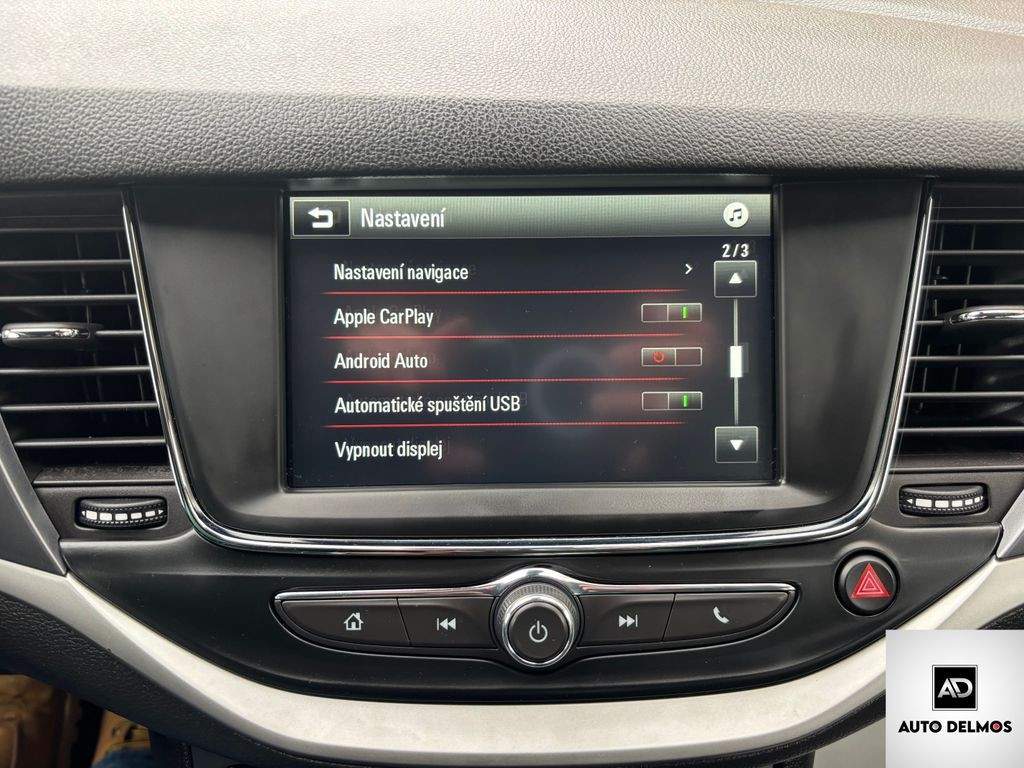 Nastavení
2/3
Nastavení navigace
Apple CarPlay
Android Auto
Automatické spuštění USB
Vypnout displej
AD
AUTO DELMOS